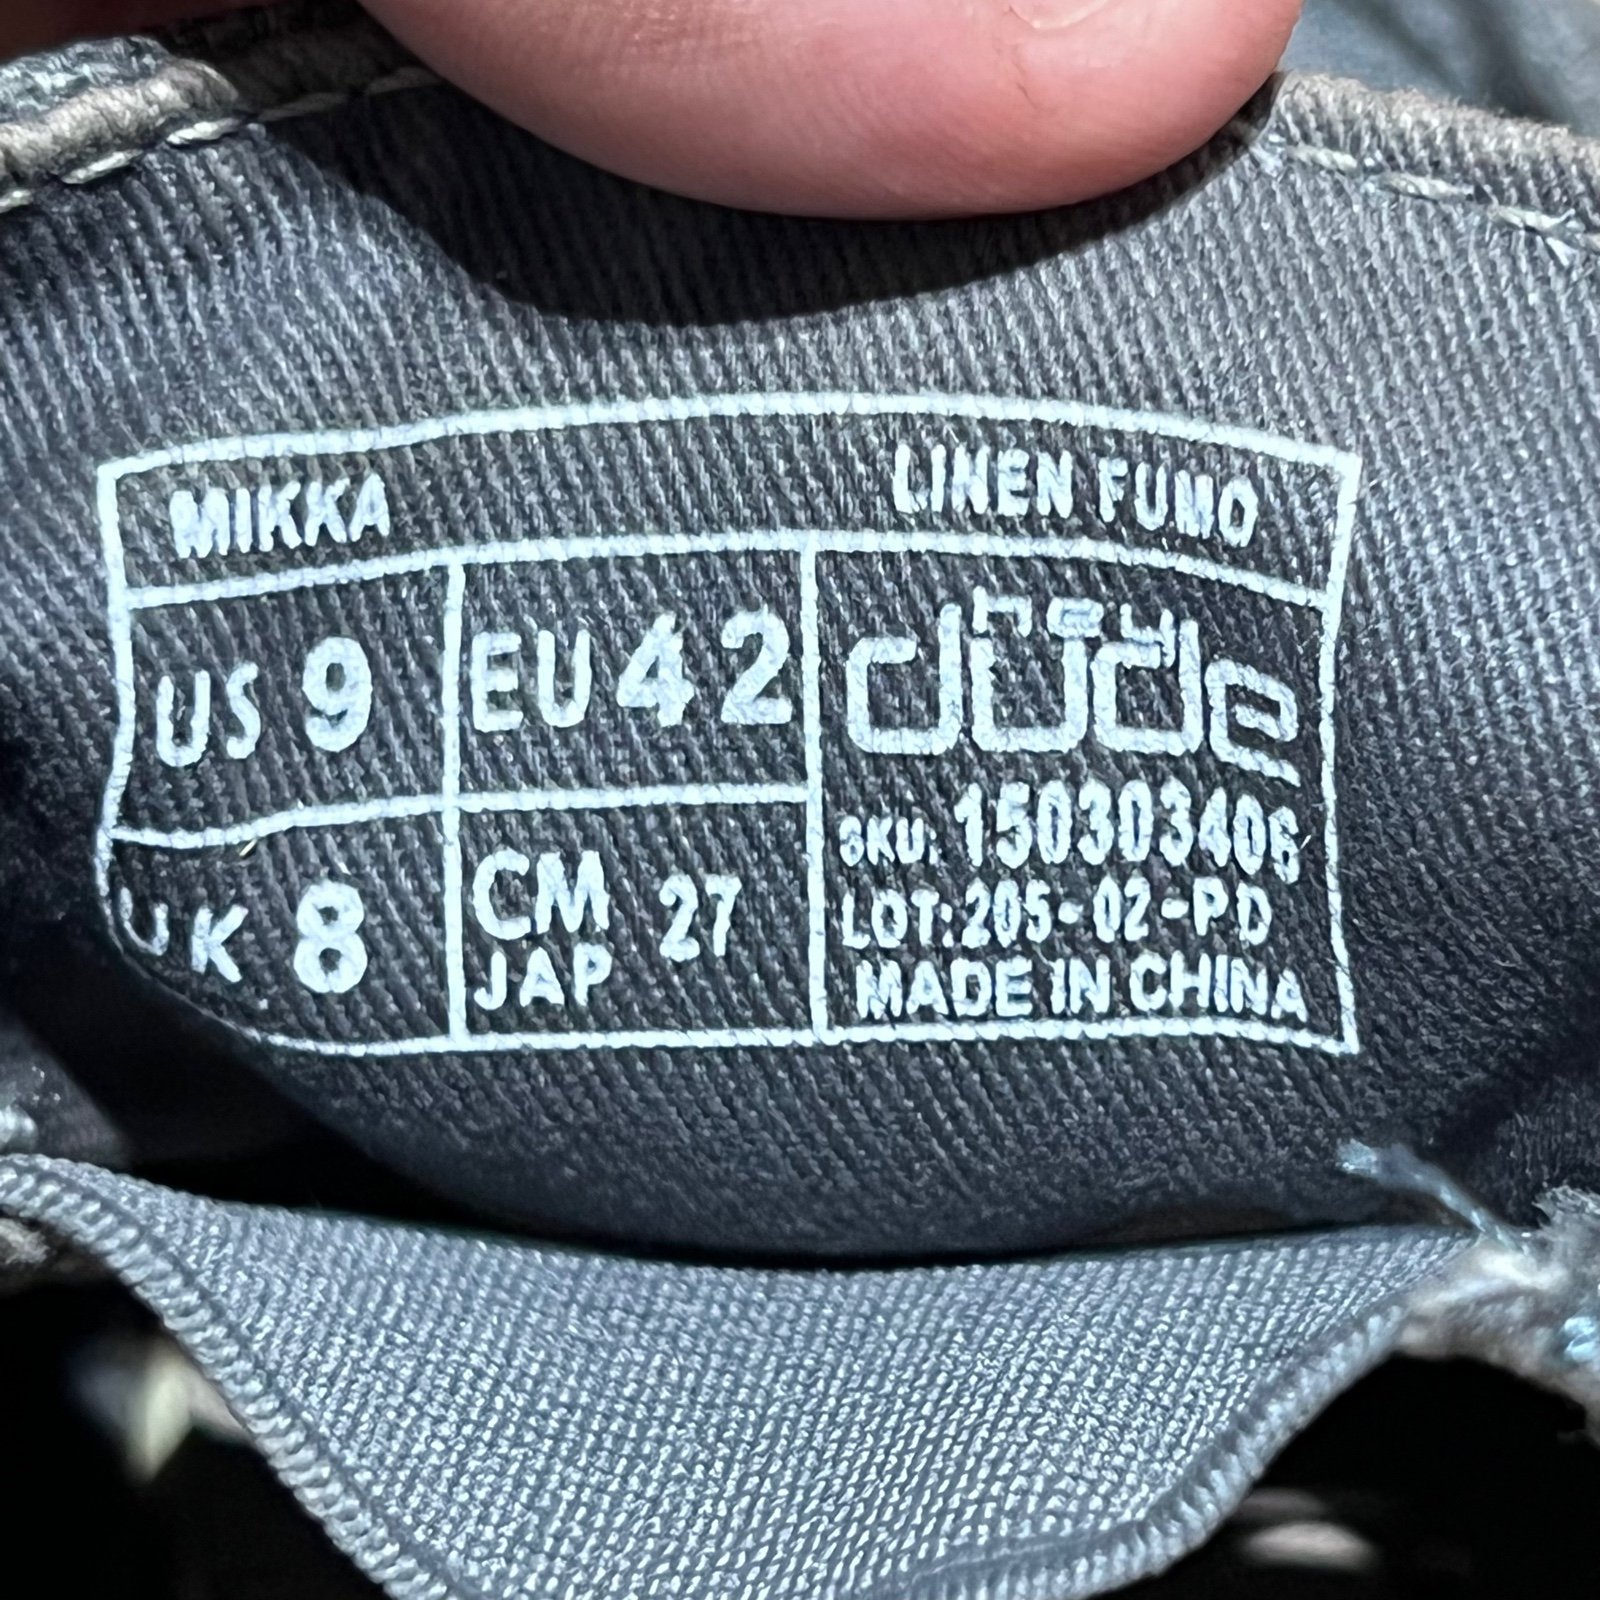 MIKKA LINEN FUMO
US 9 EU 42
hey
dude
UK 8 CM JAP 27
SKU: 150303406
LOT: 205-02-PD
MADE IN CHINA